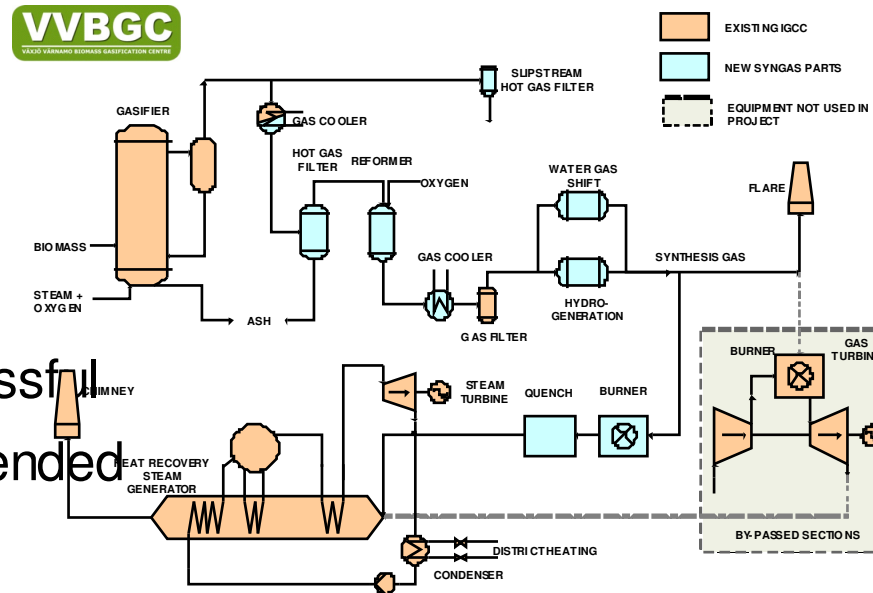 VVBGC
VÄXJÖ VÄRNAMO BIOMASS GASIFICATION CENTRE
EXISTING IGCC
NEW SYNGAS PARTS
EQUIPMENT NOT USED IN
PROJECT
SLIPSTREAM
HOT GAS FILTER
GASIFIER
GAS COOLER
HOT GAS
FILTER
REFORMER
OXYGEN
WATER GAS
SHIFT
FLARE
BIOMASS
GAS COOLER
SYNTHESIS GAS
STEAM +
OXYGEN
ASH
GAS FILTER
HYDRO-
GENERATION
BURNER
GAS
TURBIN
ssful
CHIMNEY
STEAM
TURBINE
QUENCH
BURNER
ended
HEAT RECOVERY
STEAM
GENERATOR
BY-PASSED SECTIONS
DISTRICT HEATING
CONDENSER